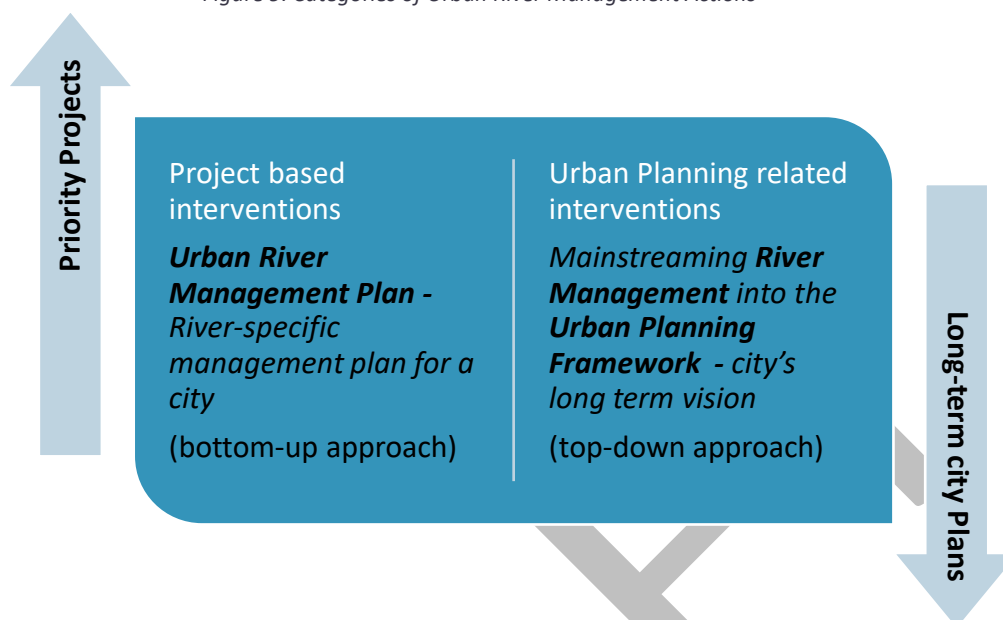 Priority Projects
Project based
interventions
Urban River
Management Plan -
River-specific
management plan for a
city
(bottom-up approach)
Urban Planning related
interventions
Mainstreaming River
Management into the
Urban Planning
Framework - city's
long term vision
(top-down approach)
Long-term city Plans